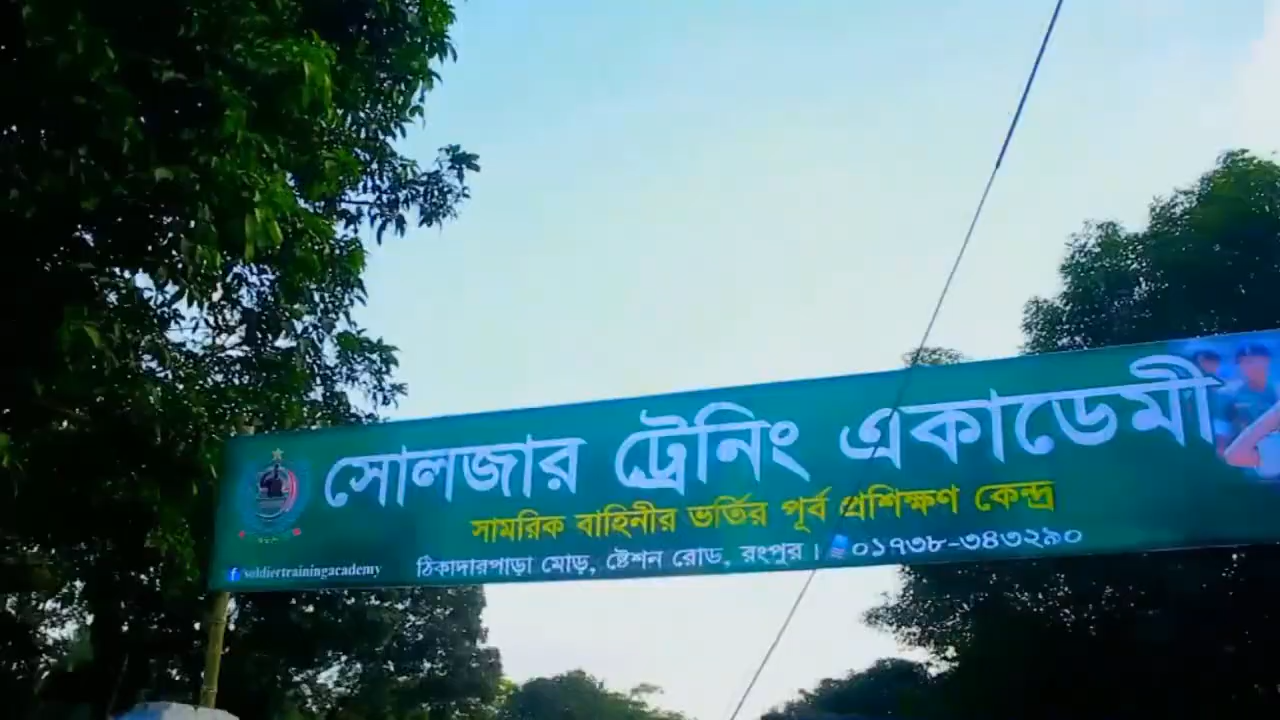 সোলজার ট্রেনিং একাডেমী
সামরিক বাহিনীর ভর্তির পূর্ব প্রশিক্ষণ কেন্দ্র
ঠিকাদারপাড়া মোড়, ষ্টেশন রোড, রংপুর। ০১৭৩৮-৩৪৩২৯০
f/soldiertrainingacademy